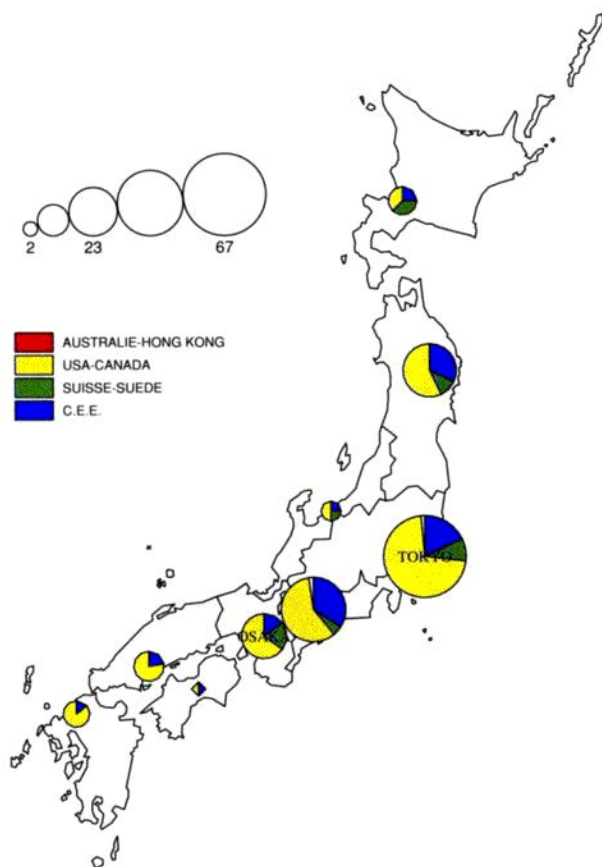 2 23 67
AUSTRALIE-HONG KONG
USA-CANADA
SUISSE-SUEDE
C.E.E.
TOKYO
OSAKA